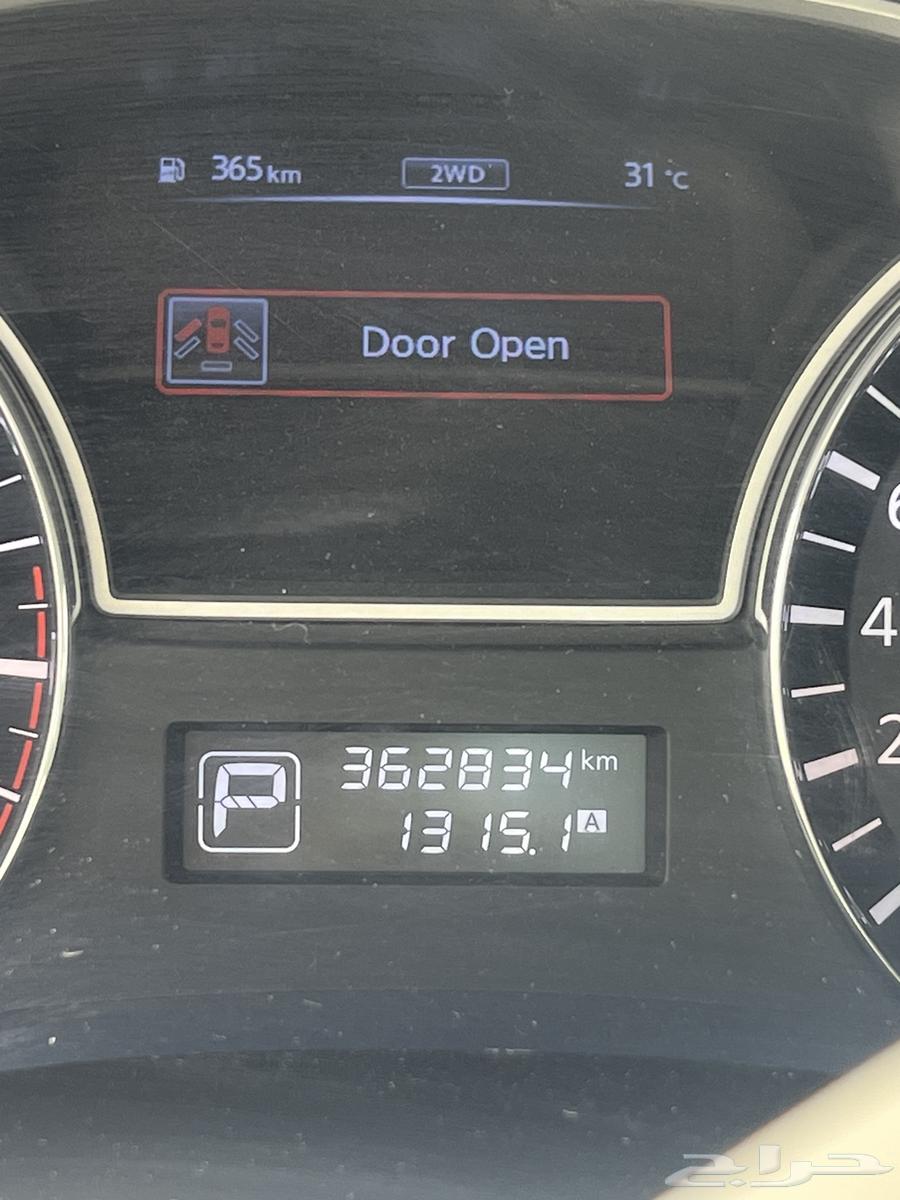 365 km 2WD 31 °C
Door Open
6
4
2
P 362834 km
1315.1 A
حراج